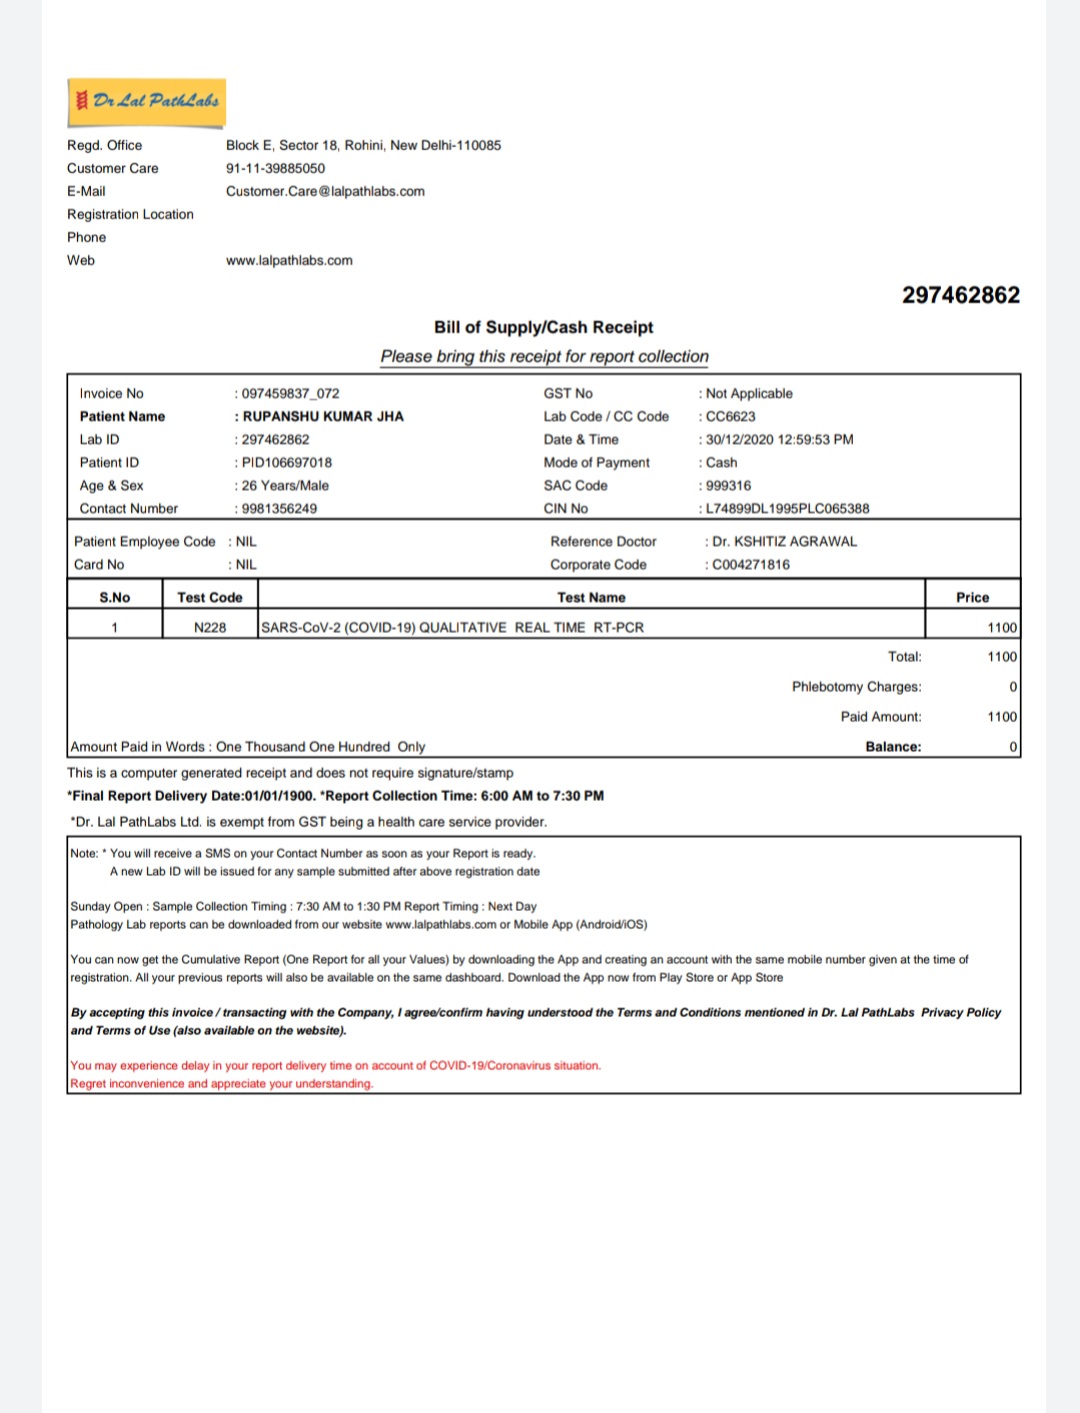 Dr Lal PathLabs
Regd. Office Block E, Sector 18, Rohini, New Delhi-110085
Customer Care 91-11-39885050
E-Mail Customer.Care@lalpathlabs.com
Registration Location
Phone
Web www.lalpathlabs.com
297462862
Bill of Supply/Cash Receipt
Please bring this receipt for report collection
Invoice No : 097459837_072 GST No : Not Applicable
Patient Name : RUPANSHU KUMAR JHA Lab Code / CC Code : CC6623
Lab ID : 297462862 Date & Time : 30/12/2020 12:59:53 PM
Patient ID : PID106697018 Mode of Payment : Cash
Age & Sex : 26 Years/Male SAC Code : 999316
Contact Number : 9981356249 CIN No : L74899DL1995PLC065388
Patient Employee Code : NIL Reference Doctor : Dr. KSHITIZ AGRAWAL
Card No : NIL Corporate Code : C004271816
S.No Test Code Test Name Price
1 N228 SARS-CoV-2 (COVID-19) QUALITATIVE REAL TIME RT-PCR 1100
Total: 1100
Phlebotomy Charges: 0
Paid Amount: 1100
Amount Paid in Words : One Thousand One Hundred Only Balance: 0
This is a computer generated receipt and does not require signature/stamp
*Final Report Delivery Date:01/01/1900. *Report Collection Time: 6:00 AM to 7:30 PM
*Dr. Lal PathLabs Ltd. is exempt from GST being a health care service provider.
Note: * You will receive a SMS on your Contact Number as soon as your Report is ready.
A new Lab ID will be issued for any sample submitted after above registration date
Sunday Open : Sample Collection Timing : 7:30 AM to 1:30 PM Report Timing : Next Day
Pathology Lab reports can be downloaded from our website www.lalpathlabs.com or Mobile App (Android/iOS)
You can now get the Cumulative Report (One Report for all your Values) by downloading the App and creating an account with the same mobile number given at the time of
registration. All your previous reports will also be available on the same dashboard. Download the App now from Play Store or App Store
By accepting this invoice / transacting with the Company, I agree/confirm having understood the Terms and Conditions mentioned in Dr. Lal PathLabs Privacy Policy
and Terms of Use (also available on the website).
You may experience delay in your report delivery time on account of COVID-19/Coronavirus situation.
Regret inconvenience and appreciate your understanding.